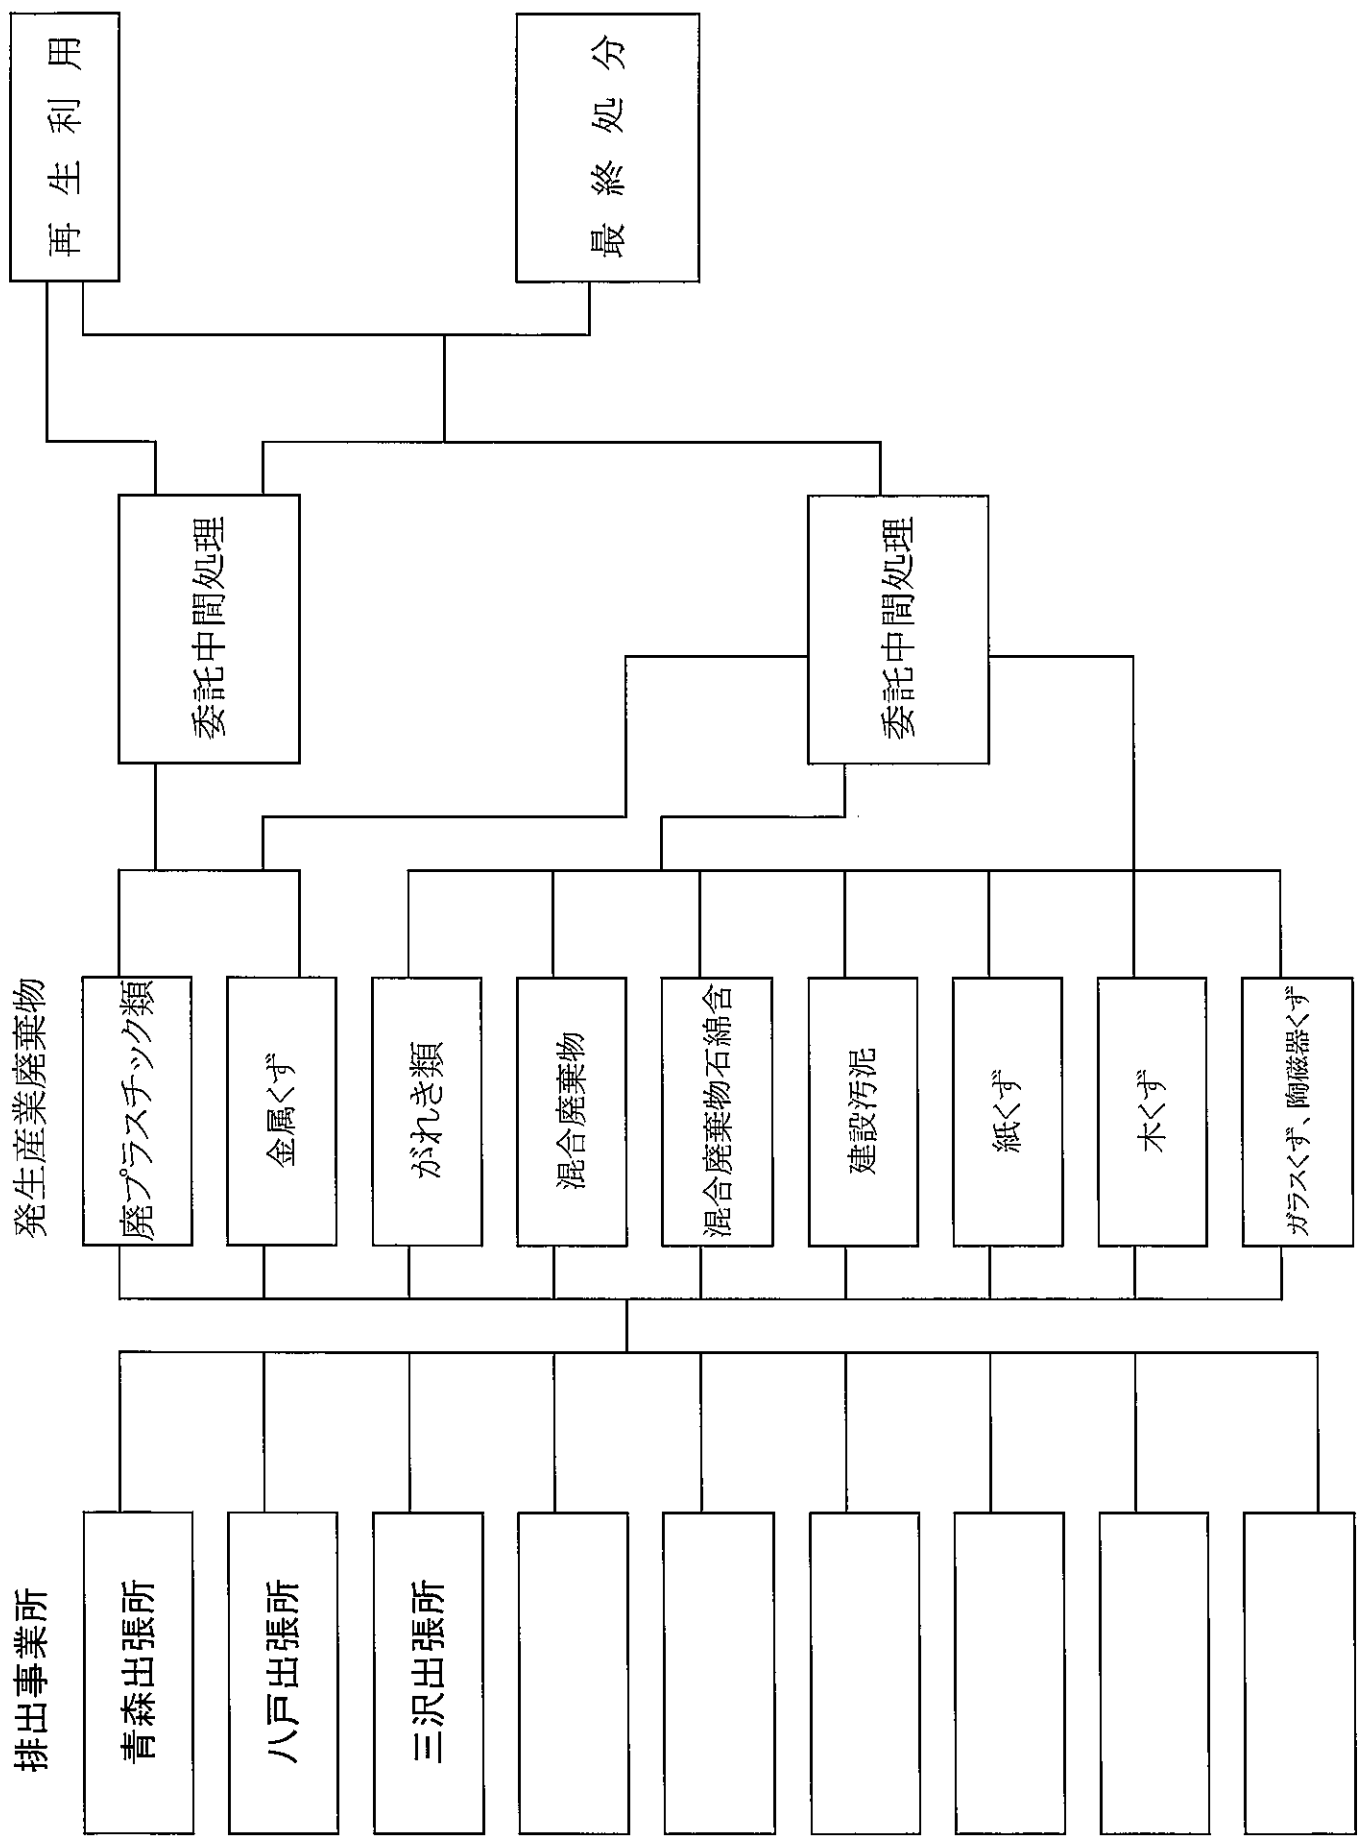 排出事業所
青森出張所
八戸出張所
三沢出張所
発生産業廃棄物
廃プラスチック類
金属くず
がれき類
混合廃棄物
混合廃棄物石綿含
建設汚泥
紙くず
木くず
ガラスくず、陶磁器くず
委託中間処理
委託中間処理
再生利用
最終処分